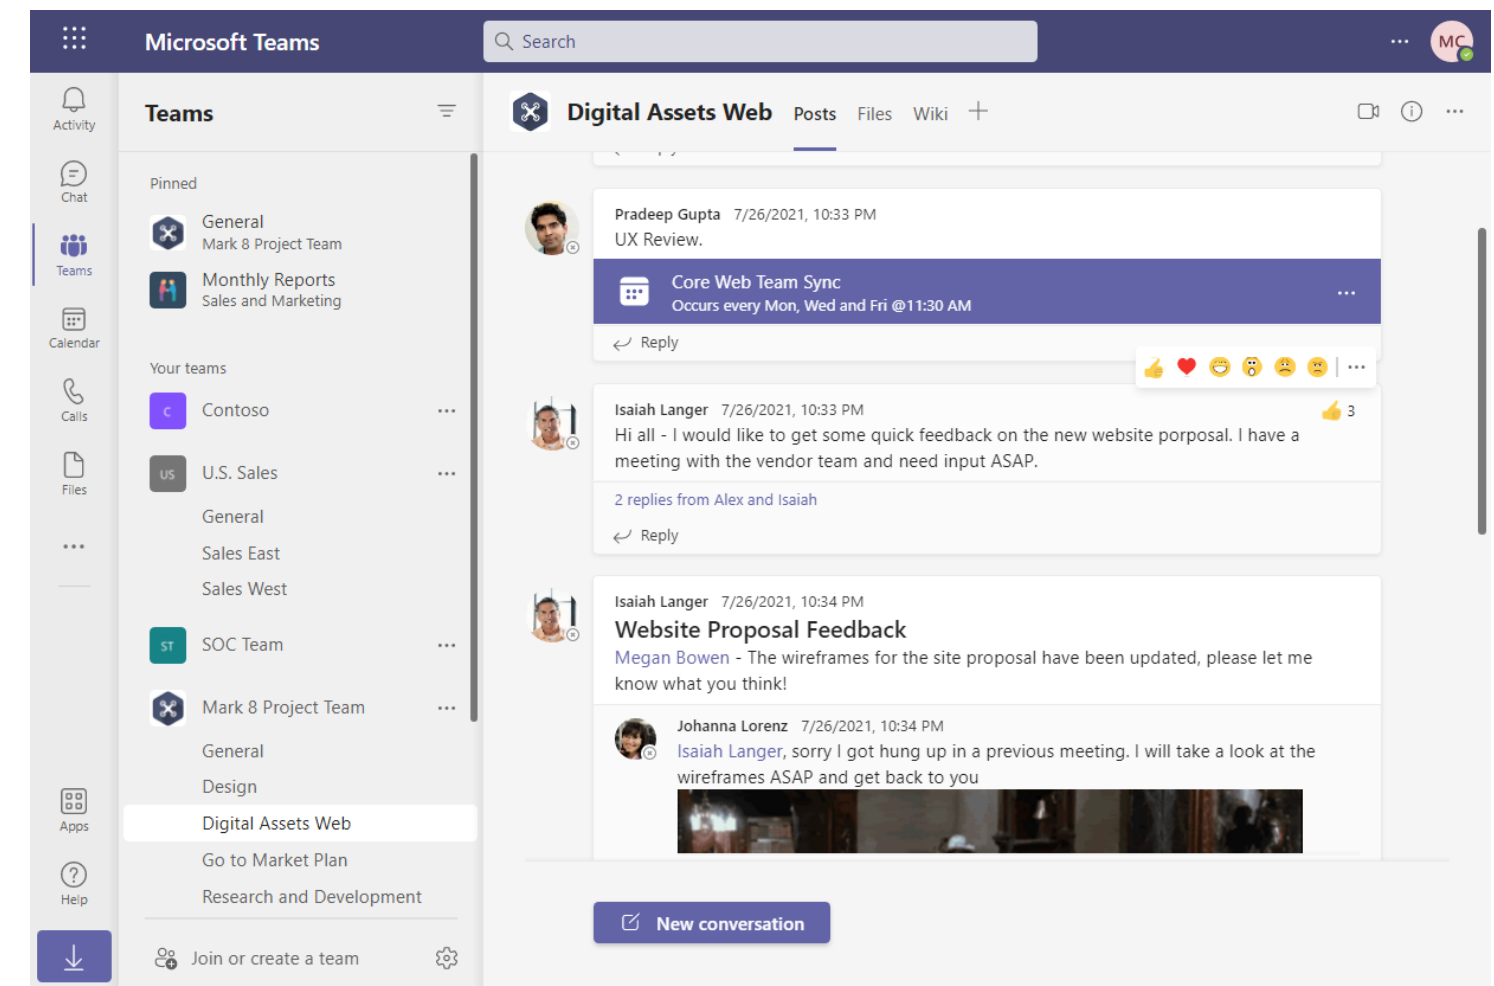 Microsoft Teams
Search
MC
Activity
Chat
Teams
Calendar
Calls
Files
Apps
Help
Teams
Pinned
General
Mark 8 Project Team
Monthly Reports
Sales and Marketing
Your teams
C
Contoso
US
U.S. Sales
General
Sales East
Sales West
ST
SOC Team
Mark 8 Project Team
General
Design
Digital Assets Web
Go to Market Plan
Research and Development
Join or create a team
Digital Assets Web
Posts
Files
Wiki
Pradeep Gupta 7/26/2021, 10:33 PM
UX Review.
Core Web Team Sync
Occurs every Mon, Wed and Fri @11:30 AM
Reply
Isaiah Langer 7/26/2021, 10:33 PM
3
Hi all - I would like to get some quick feedback on the new website porposal. I have a
meeting with the vendor team and need input ASAP.
2 replies from Alex and Isaiah
Reply
Isaiah Langer 7/26/2021, 10:34 PM
Website Proposal Feedback
Megan Bowen - The wireframes for the site proposal have been updated, please let me
know what you think!
Johanna Lorenz 7/26/2021, 10:34 PM
Isaiah Langer, sorry I got hung up in a previous meeting. I will take a look at the
wireframes ASAP and get back to you
New conversation